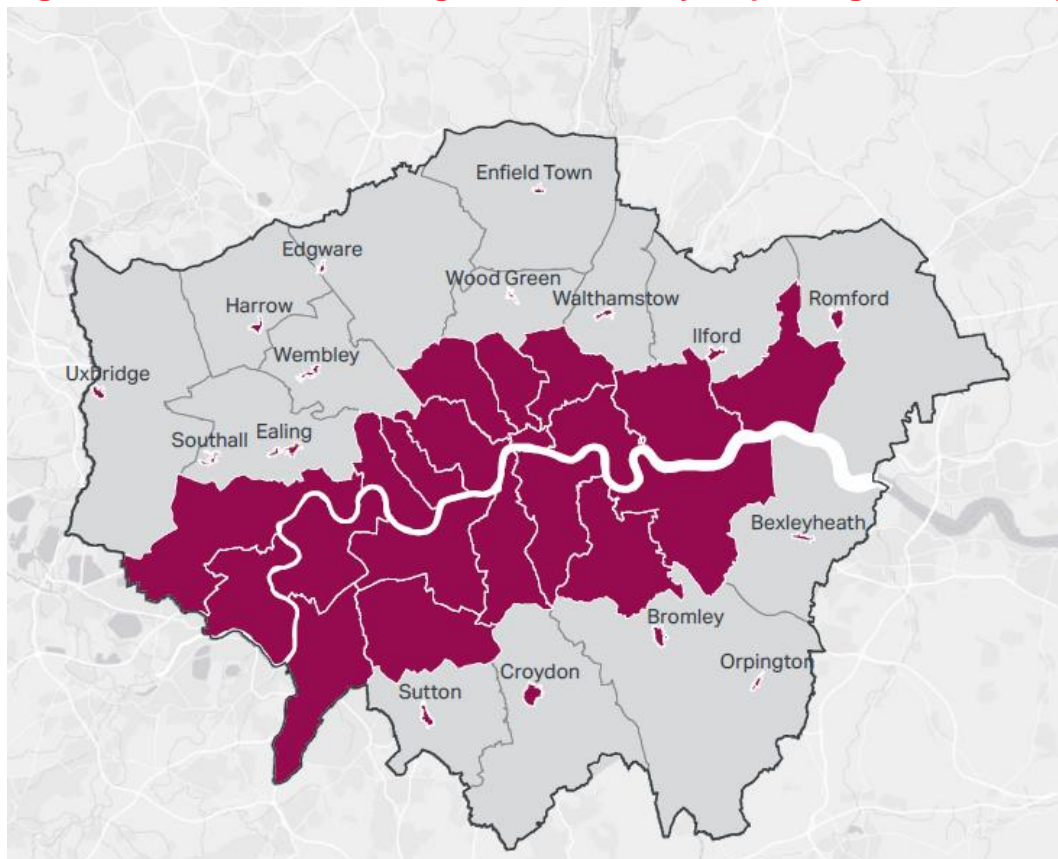 Enfield Town
Edgware
Wood Green
Harrow
Walthamstow
Romford
Ilford
Wembley
Uxbridge
Southall
Ealing
Bexleyheath
Bromley
Orpington
Croydon
Sutton